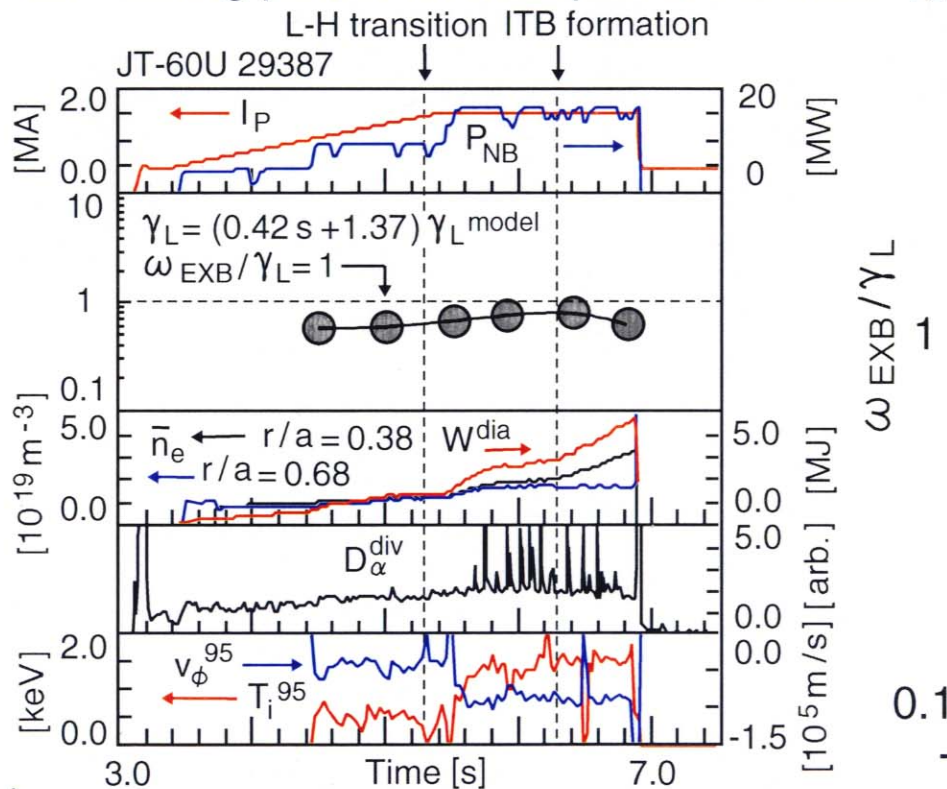 L-H transition ITB formation
JT-60U 29387
2.0 20
[MA] I_P P_NB [MW]
0.0 0
10
γ_L = (0.42 s +1.37) γ_L^model
ω_EXB/γ_L = 1
1
0.1
ω_EXB/γ_L
1
0.1
[10^19 m^-3]
5.0 n̄_e r/a = 0.38 W^dia 5.0
r/a = 0.68 [MJ]
0.0 0.0
D_α^div 5.0
[arb.]
0.0
2.0 v_ϕ^95 0.0
[keV] T_i^95 [10^5 m/s]
0.0 -1.5
3.0 Time [s] 7.0